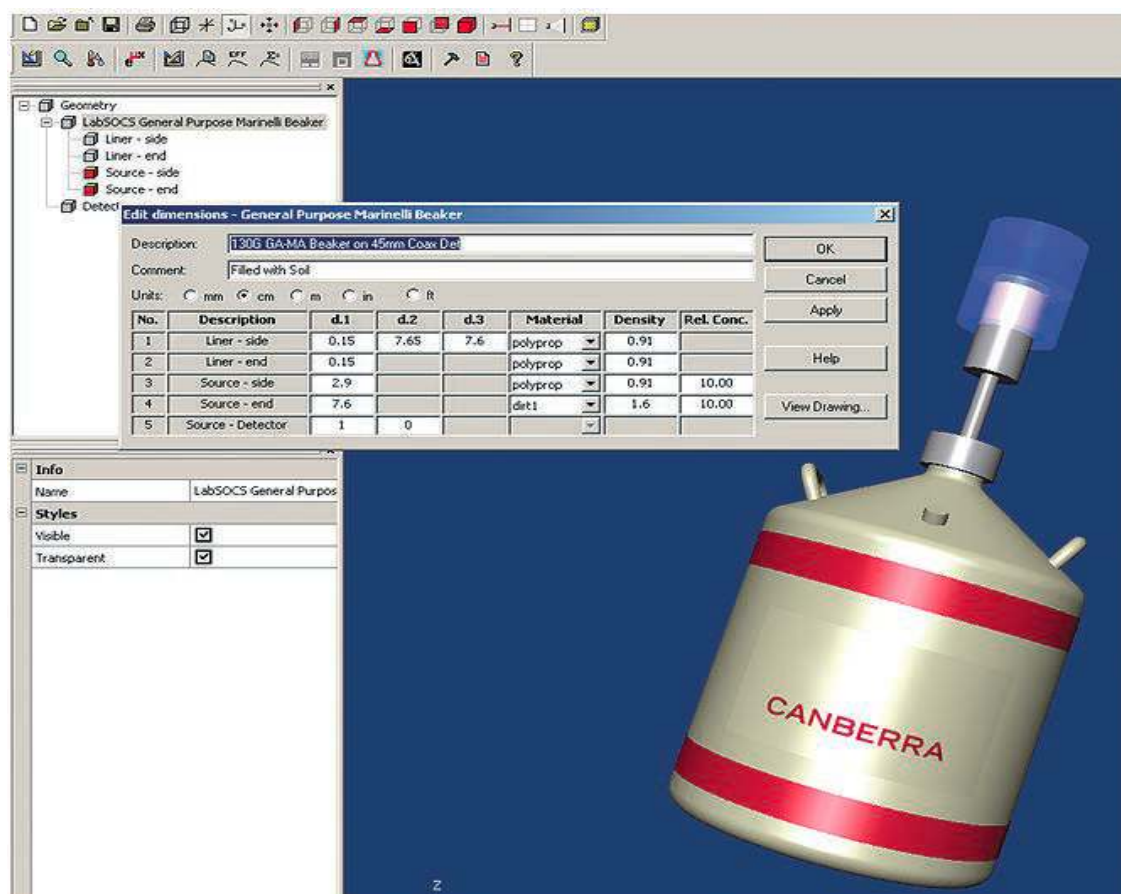 Geometry
LabSOCS General Purpose Marinelli Beaker
Liner - side
Liner - end
Source - side
Source - end
Detect
Edit dimensions - General Purpose Marinelli Beaker
Description: 130G GA-MA Beaker on 45mm Coax Det
OK
Comment: Filled with Soil
Cancel
Units: mm cm m in ft
Apply
No. Description d.1 d.2 d.3 Material Density Rel. Conc.
1 Liner - side 0.15 7.65 7.6 polyprop 0.91
2 Liner - end 0.15 polyprop 0.91
Help
3 Source - side 2.9 polyprop 0.91 10.00
4 Source - end 7.6 dirt1 1.6 10.00
View Drawing...
5 Source - Detector 1 0
Info
Name LabSOCS General Purpos
Styles
Visible
Transparent
CANBERRA
Z